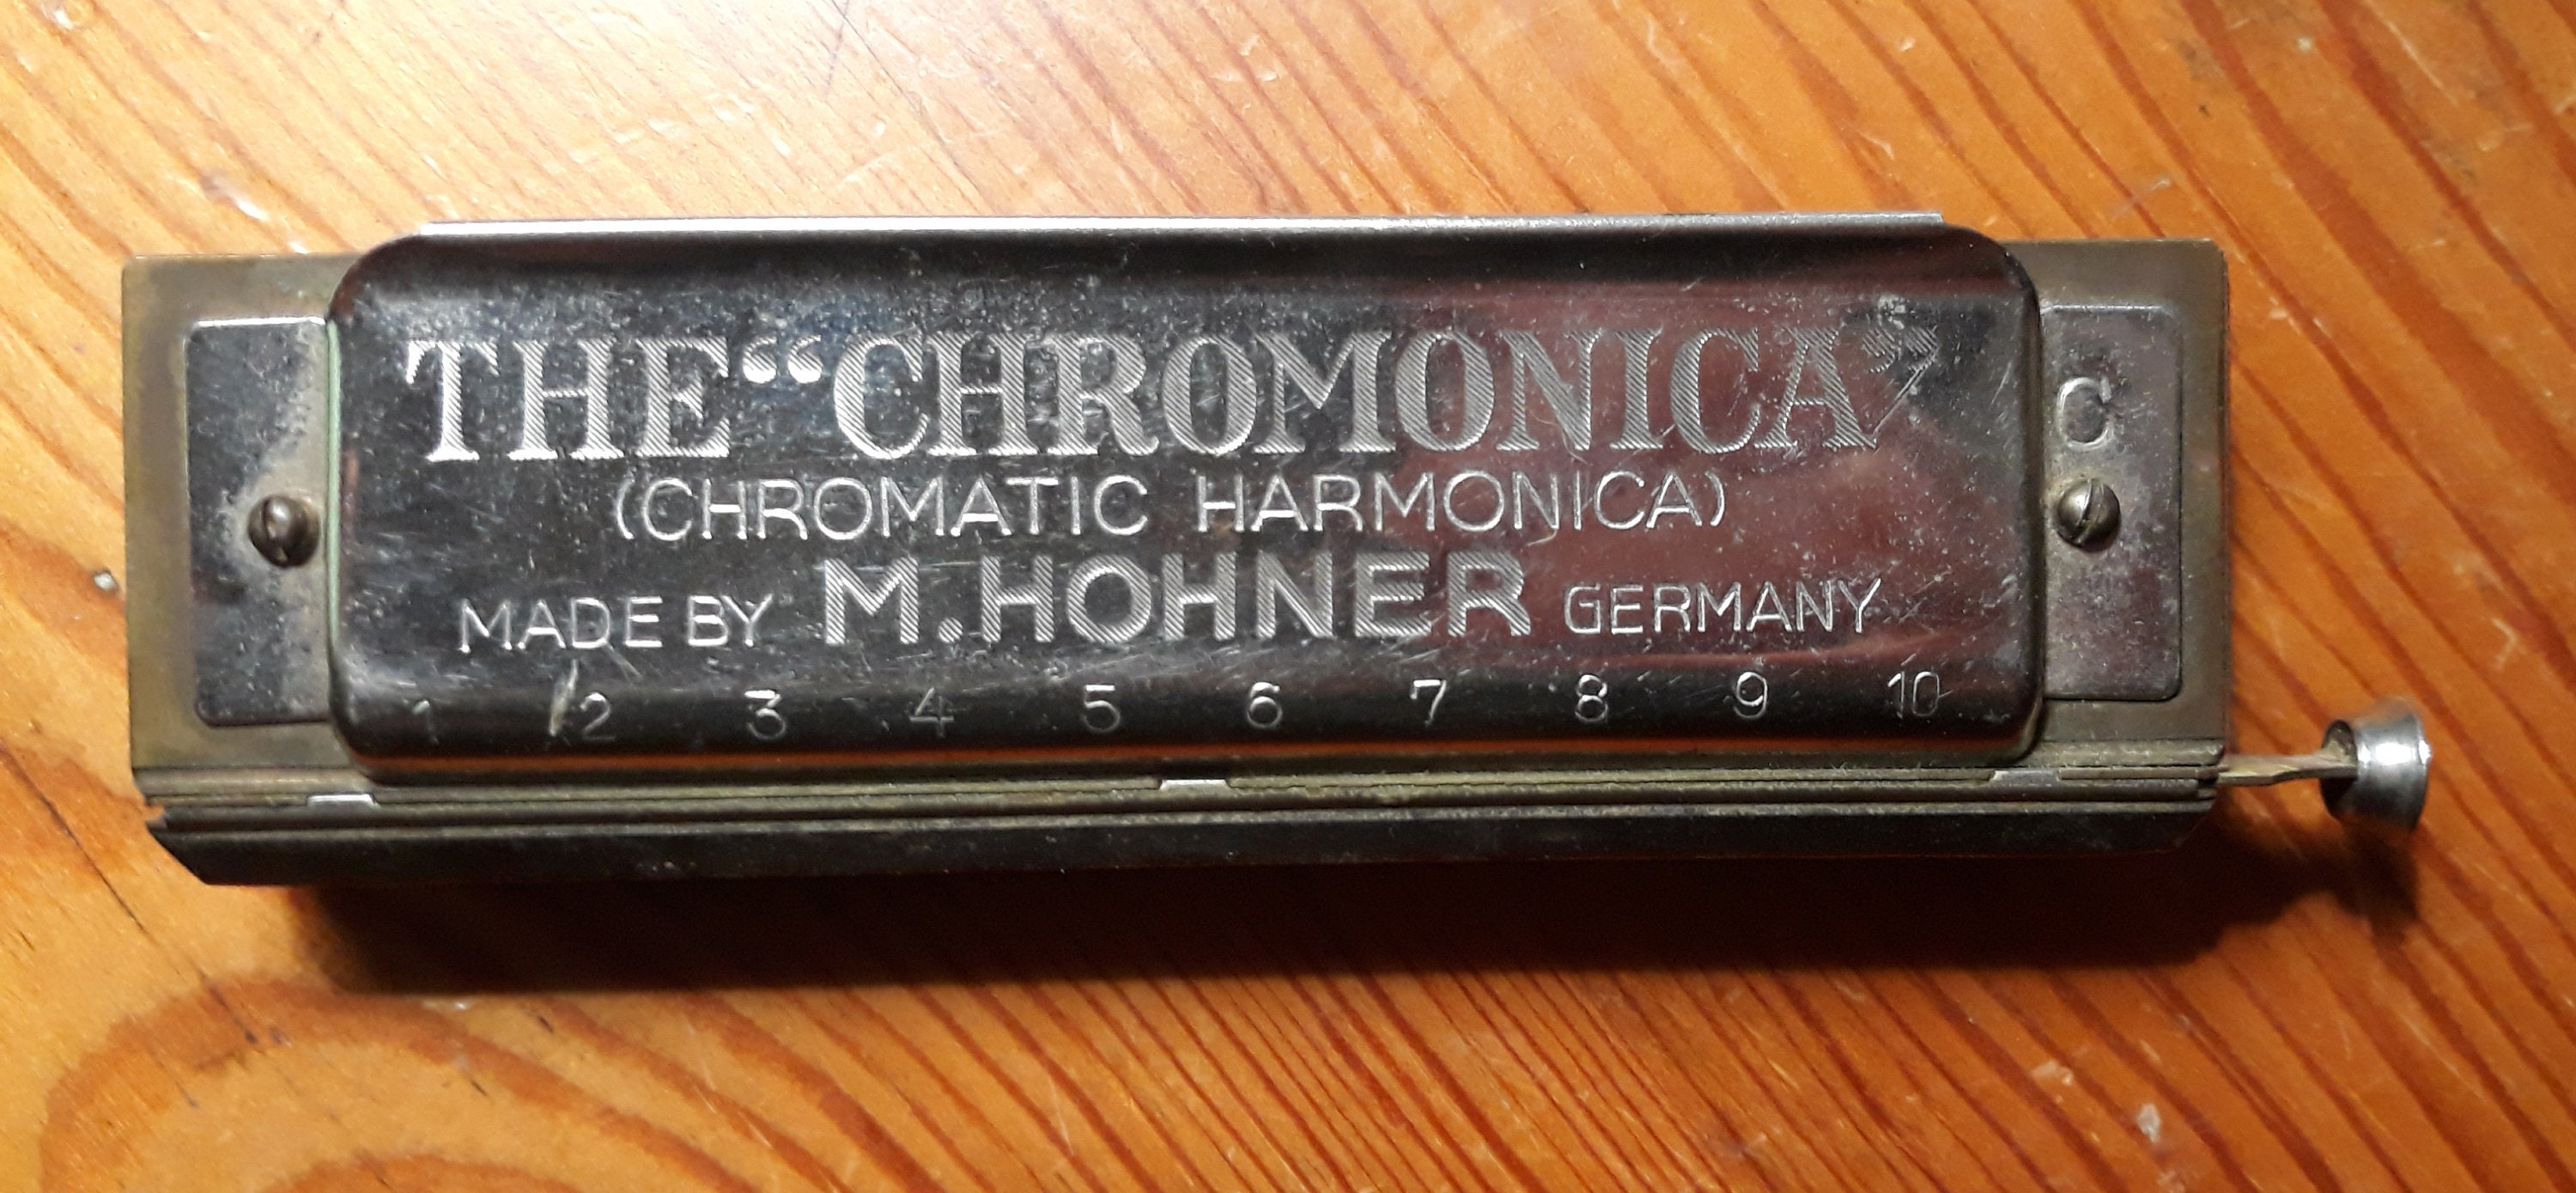 THE “CHROMONICA”
C
(CHROMATIC HARMONICA)
MADE BY M. HOHNER GERMANY
1 2 3 4 5 6 7 8 9 10